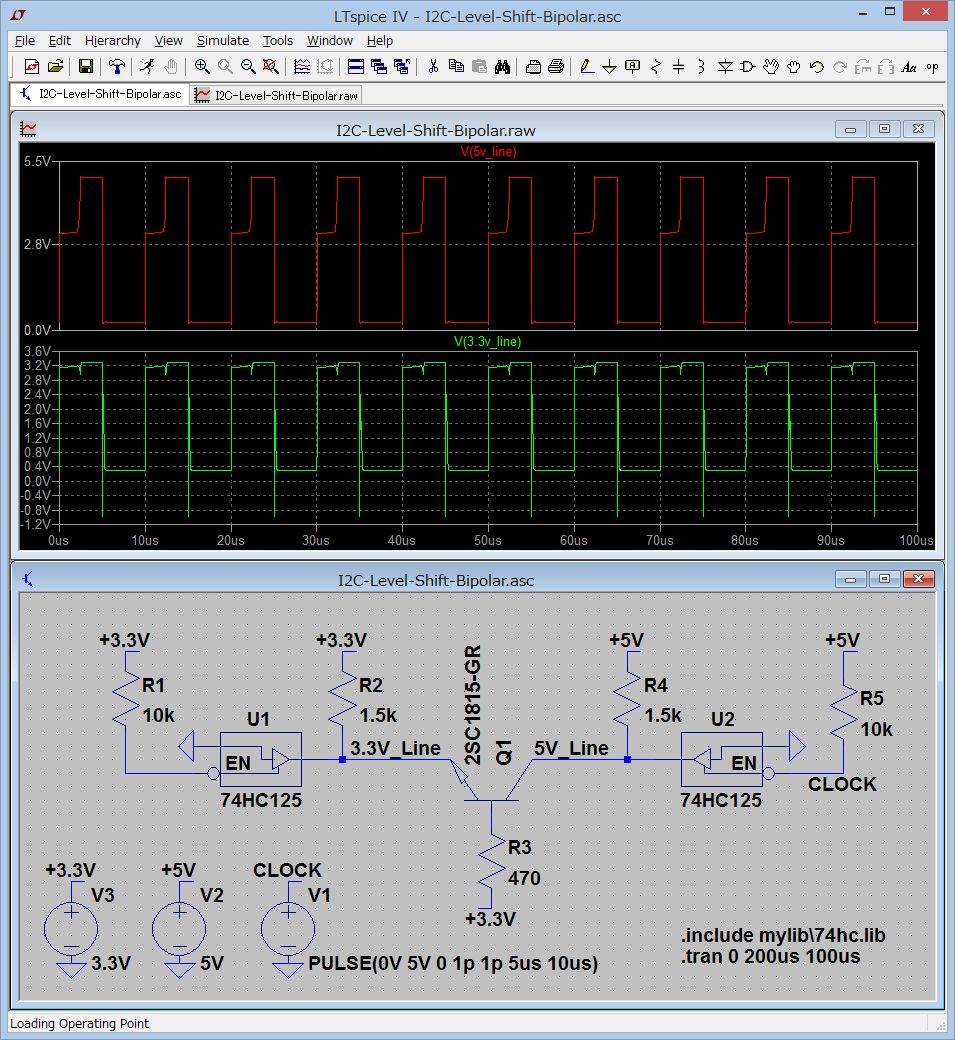 LTspice IV - I2C-Level-Shift-Bipolar.asc
File Edit Hierarchy View Simulate Tools Window Help
Aa .op
I2C-Level-Shift-Bipolar.asc I2C-Level-Shift-Bipolar.raw
I2C-Level-Shift-Bipolar.raw
V(5v_line)
5.5V
2.8V
0.0V
V(3.3v_line)
3.6V
3.2V
2.8V
2.4V
2.0V
1.6V
1.2V
0.8V
0.4V
0.0V
-0.4V
-0.8V
-1.2V
0us 10us 20us 30us 40us 50us 60us 70us 80us 90us 100us
I2C-Level-Shift-Bipolar.asc
+3.3V +3.3V +5V +5V
R1 R2 2SC1815-GR R4 R5
10k 1.5k 1.5k 10k
U1 Q1 U2
3.3V_Line 5V_Line
EN EN
74HC125 74HC125 CLOCK
R3
470
+3.3V
+3.3V +5V CLOCK
V3 V2 V1
3.3V 5V PULSE(0V 5V 0 1p 1p 5us 10us)
.include mylib\74hc.lib
.tran 0 200us 100us
Loading Operating Point